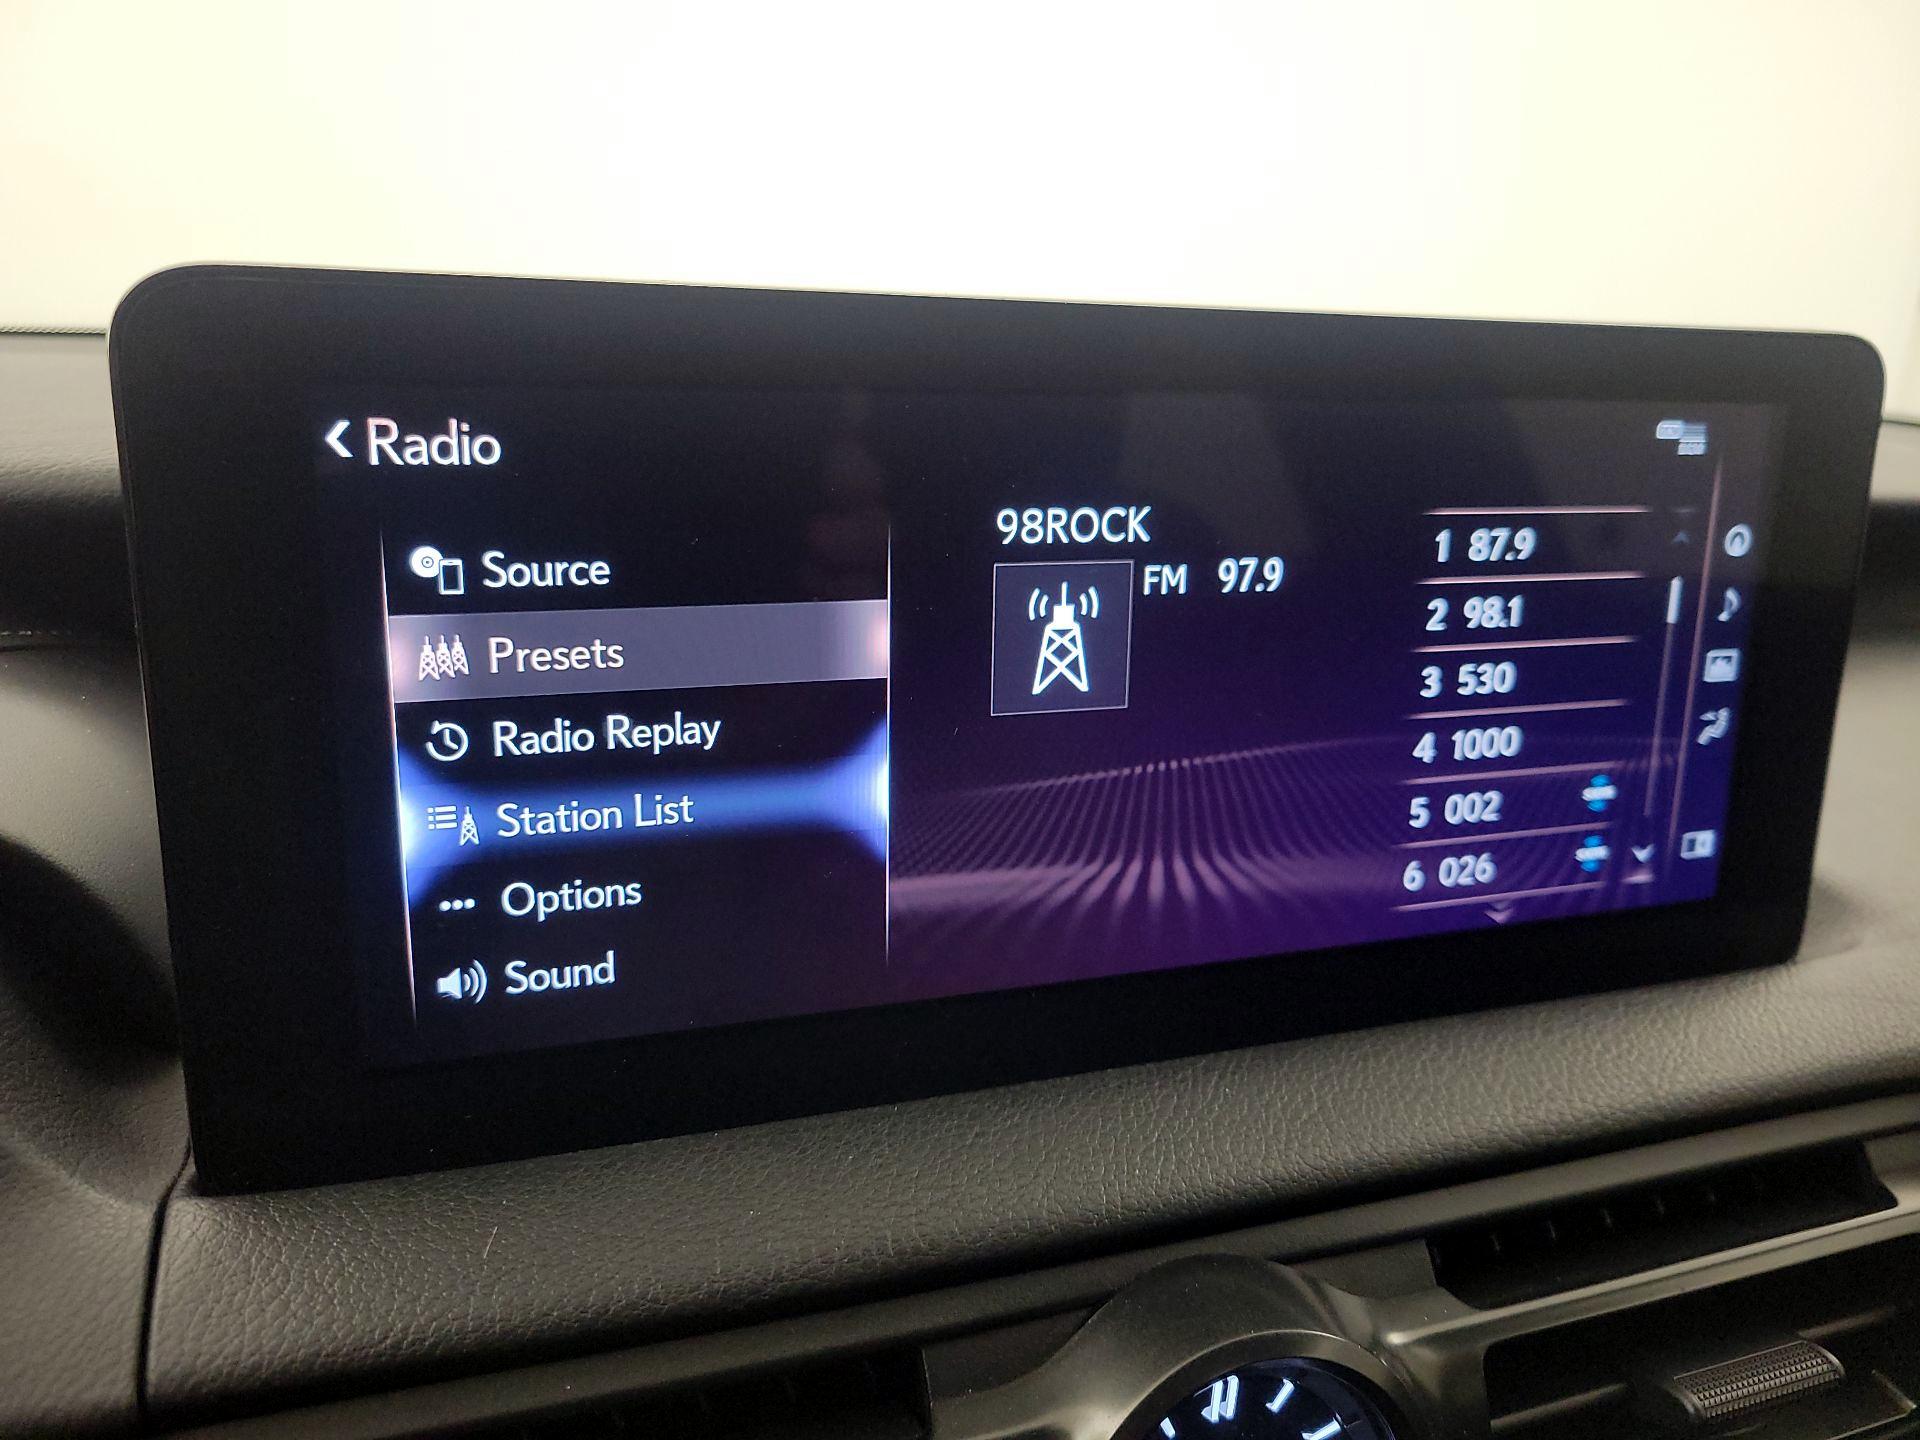 Radio
Source
Presets
Radio Replay
Station List
Options
Sound
98ROCK
FM 97.9
1 87.9
2 98.1
3 530
4 1000
5 002
6 026